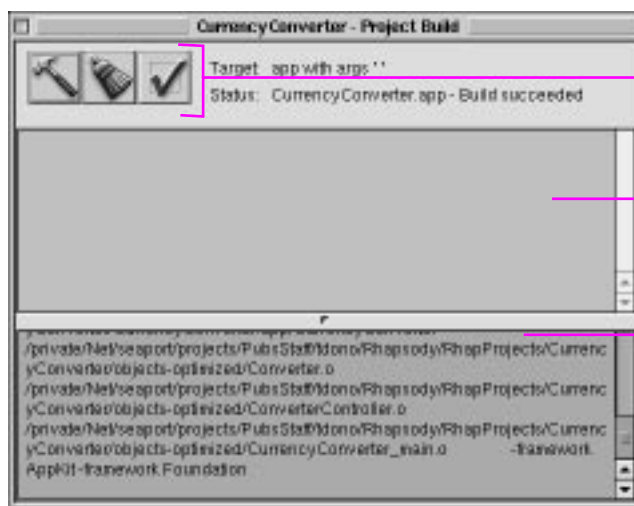 CurrencyConverter - Project Build
Target: app with args ' '
Status: CurrencyConverter.app - Build succeeded
/private/Net/seaport/projects/PubsStaff/tdono/Rhapsody/RhapProjects/Currenc
yConverter/objects-optimized/Converter.o
/private/Net/seaport/projects/PubsStaff/tdono/Rhapsody/RhapProjects/Currenc
yConverter/objects-optimized/ConverterController.o
/private/Net/seaport/projects/PubsStaff/tdono/Rhapsody/RhapProjects/Currenc
yConverter/objects-optimized/CurrencyConverter_main.o -framework
AppKit -framework Foundation